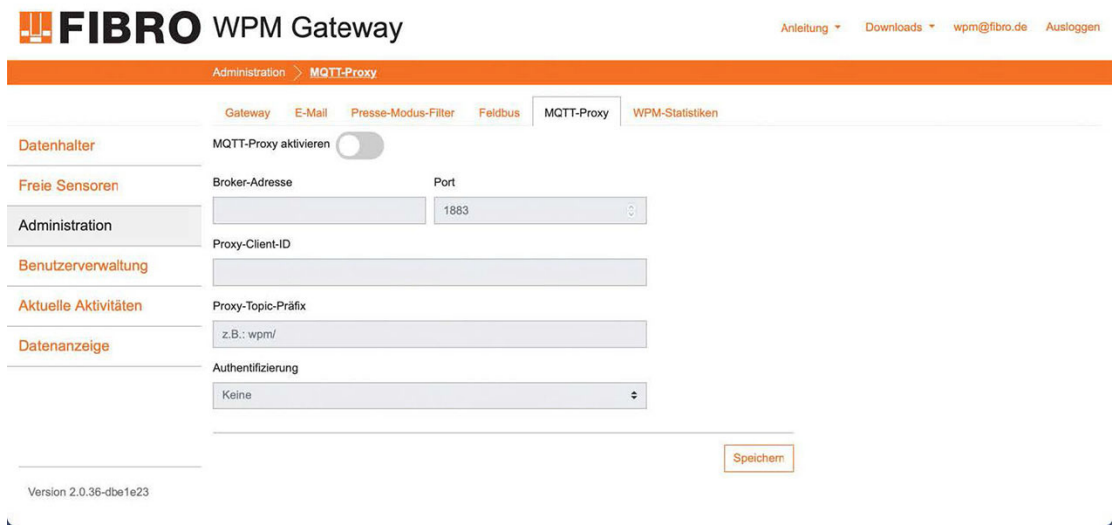 FIBRO WPM Gateway
Anleitung Downloads wpm@fibro.de Ausloggen
Administration MQTT-Proxy
Gateway E-Mail Presse-Modus-Filter Feldbus MQTT-Proxy WPM-Statistiken
Datenhalter
Freie Sensoren
Administration
Benutzerverwaltung
Aktuelle Aktivitäten
Datenanzeige
MQTT-Proxy aktivieren
Broker-Adresse Port
1883
Proxy-Client-ID
Proxy-Topic-Präfix
z.B.: wpm/
Authentifizierung
Keine
Speichern
Version 2.0.36-dbe1e23